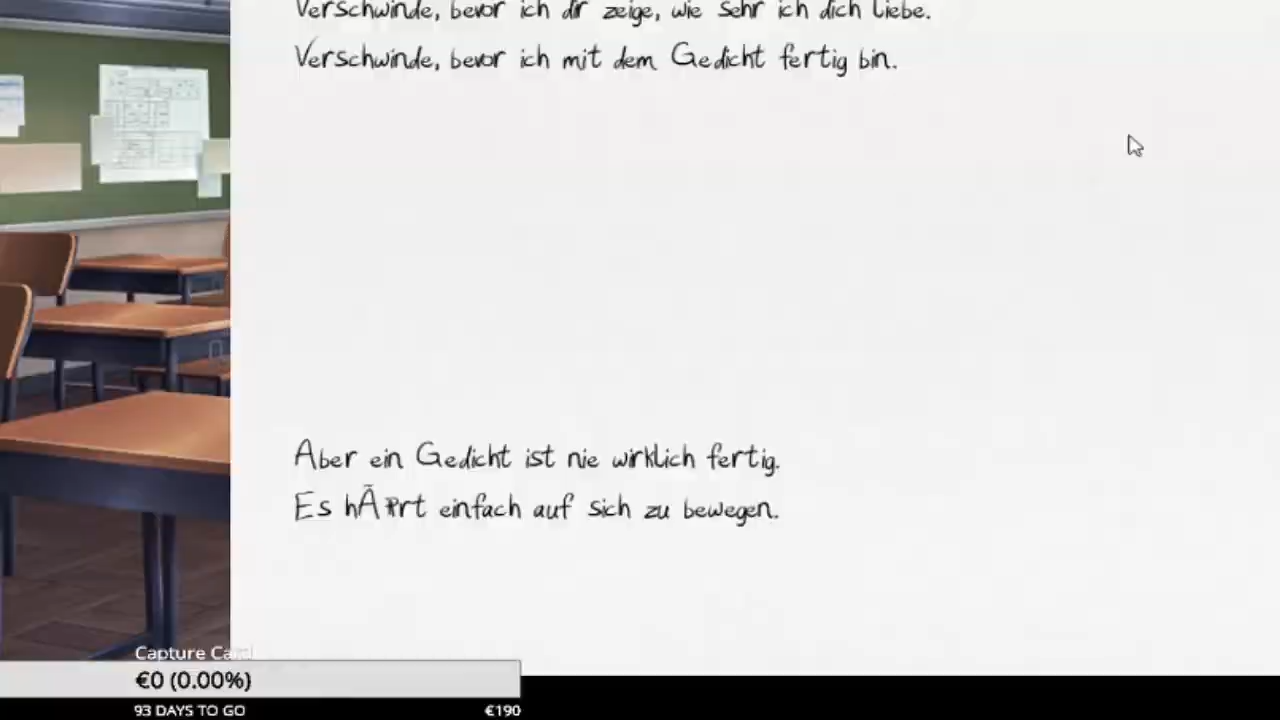 Verschwinde, bevor ich dir zeige, wie sehr ich dich liebe.
Verschwinde, bevor ich mit dem Gedicht fertig bin.
Aber ein Gedicht ist nie wirklich fertig.
Es hÃ¶rt einfach auf sich zu bewegen.
Capture Card
€0 (0.00%)
93 DAYS TO GO €190